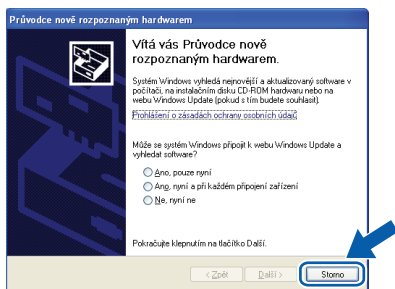 Průvodce nově rozpoznaným hardwarem
Vítá vás Průvodce nově
rozpoznaným hardwarem.
Systém Windows vyhledá nejnovější a aktualizovaný software v
počítači, na instalačním disku CD-ROM hardwaru nebo na
webu Windows Update (pokud s tím budete souhlasit).
Prohlášení o zásadách ochrany osobních údajů
Může se systém Windows připojit k webu Windows Update a
vyhledat software?
Ano, pouze nyní
Ano, nyní a při každém připojení zařízení
Ne, nyní ne
Pokračujte klepnutím na tlačítko Další.
< Zpět
Další >
Storno